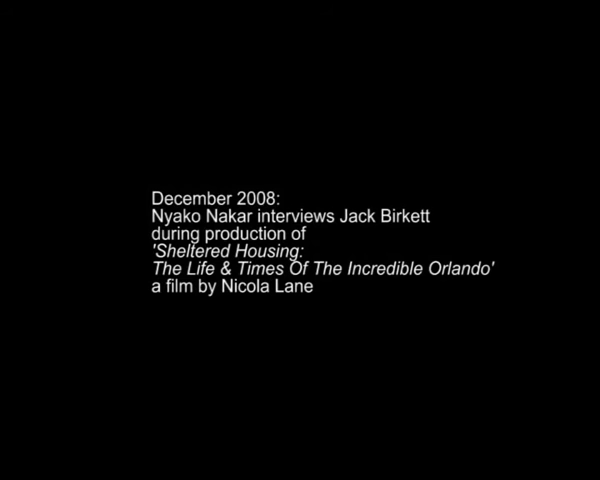 December 2008:
Nyako Nakar interviews Jack Birkett
during production of
'Sheltered Housing:
The Life & Times Of The Incredible Orlando'
a film by Nicola Lane